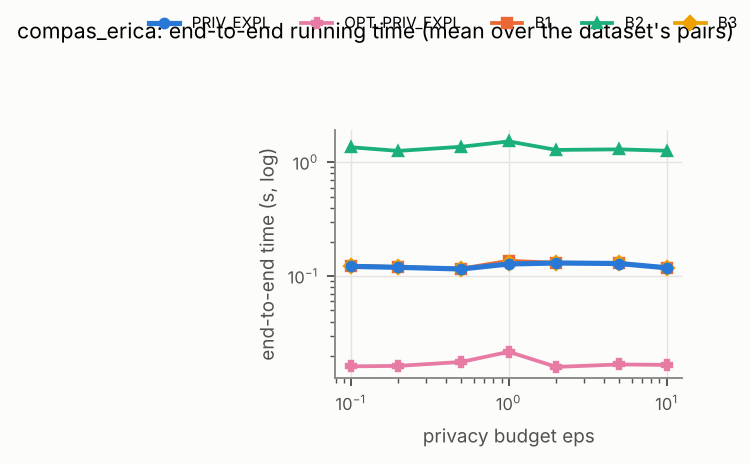 PRIV_EXPL OPT_PRIV_EXPL B1 B2 B3
compas_erica: end-to-end running time (mean over the dataset's pairs)
end-to-end time (s, log)
10⁰
10⁻¹
10⁻¹ 10⁰ 10¹
privacy budget eps